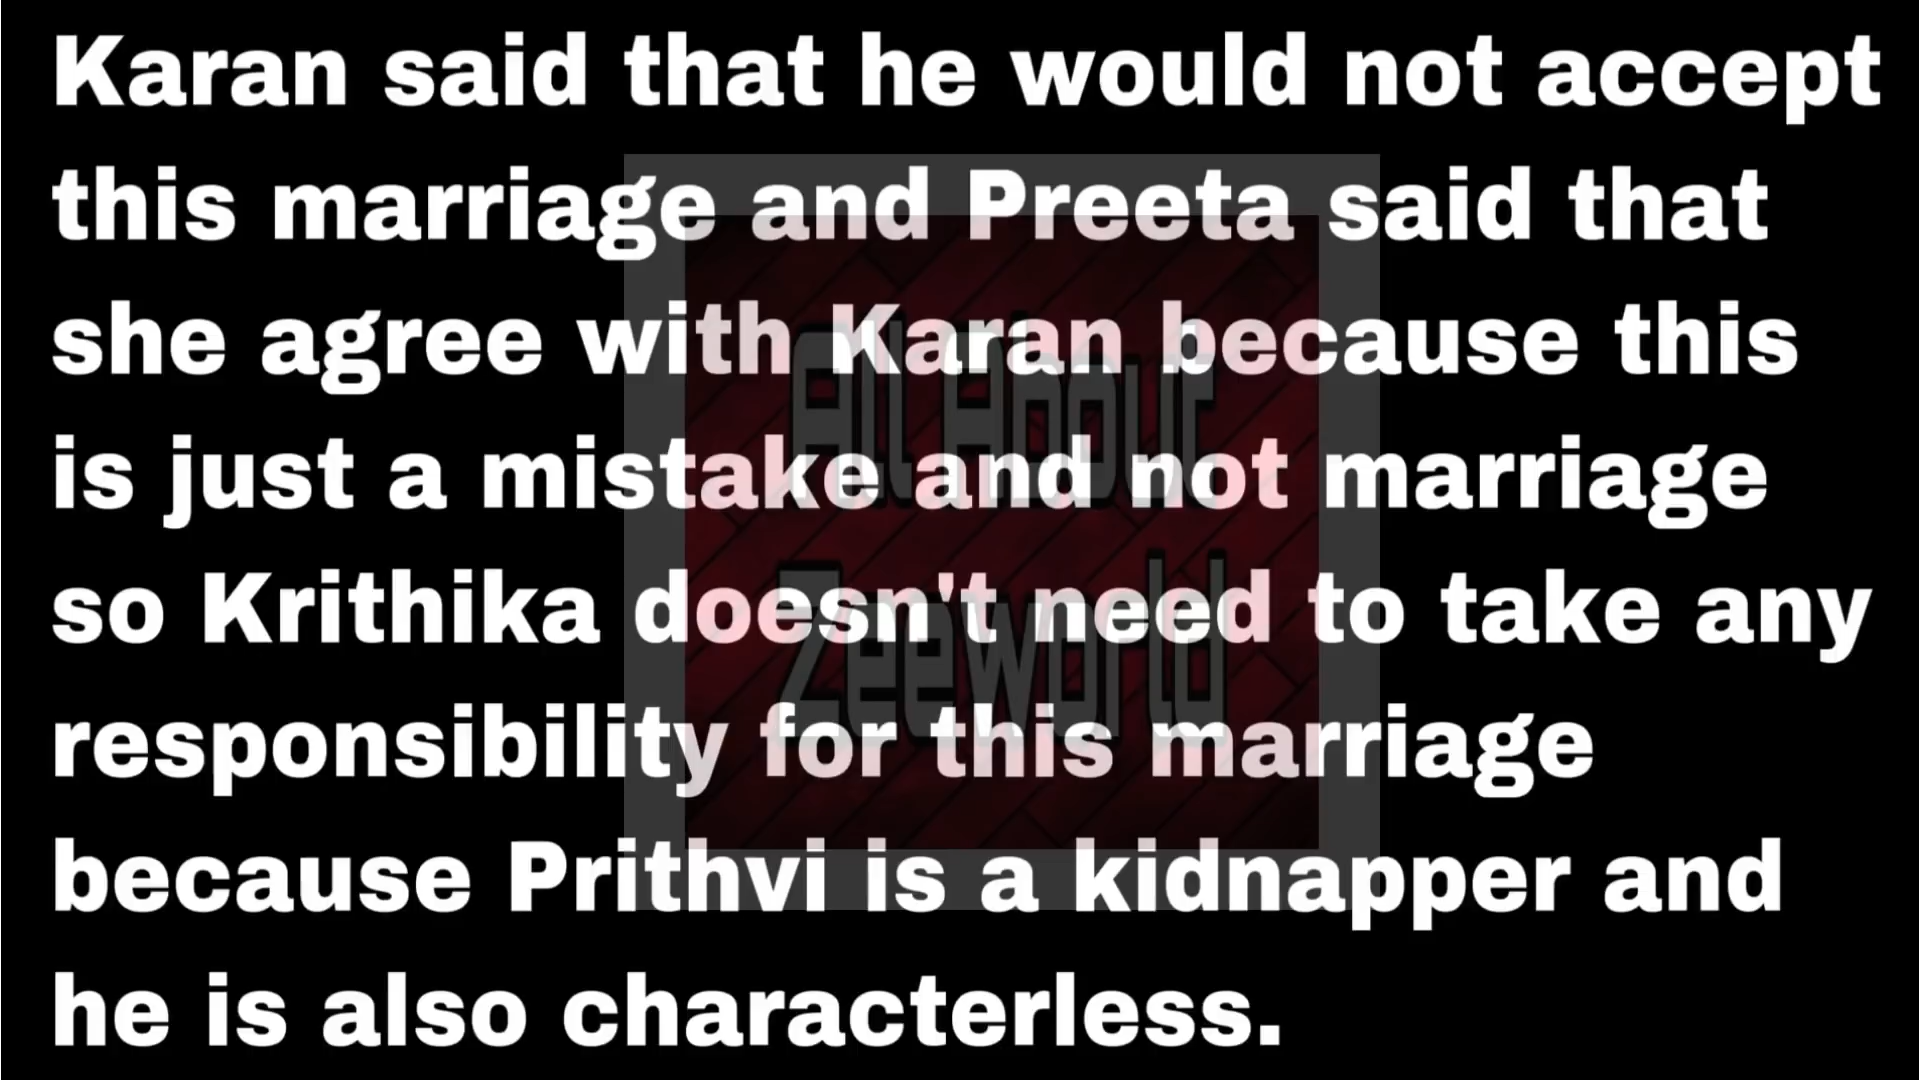 Karan said that he would not accept
this marriage and Preeta said that
she agree with Karan because this
is just a mistake and not marriage
so Krithika doesn't need to take any
responsibility for this marriage
because Prithvi is a kidnapper and
he is also characterless.
All About
Zeeworld